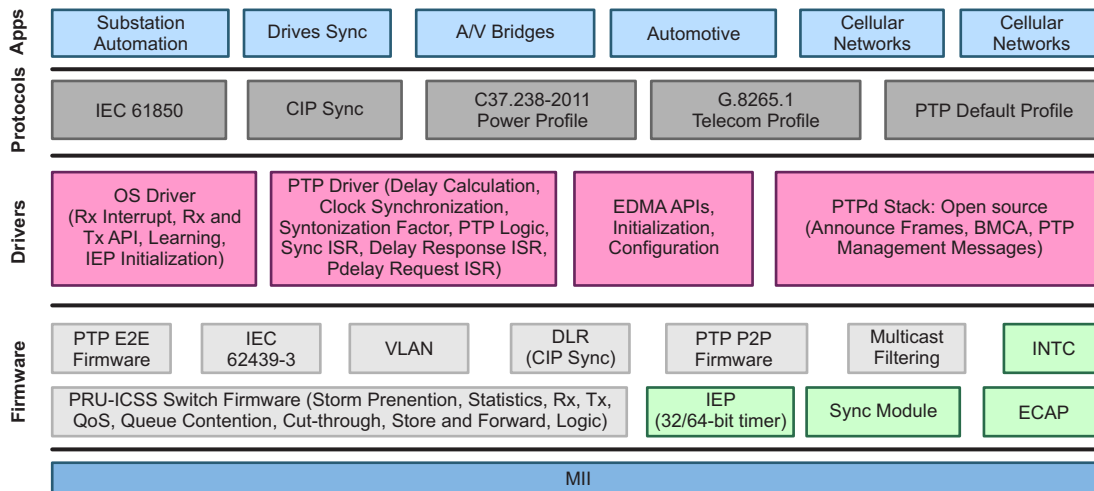 Apps
Substation
Automation
Drives Sync
A/V Bridges
Automotive
Cellular
Networks
Cellular
Networks
Protocols
IEC 61850
CIP Sync
C37.238-2011
Power Profile
G.8265.1
Telecom Profile
PTP Default Profile
Drivers
OS Driver
(Rx Interrupt, Rx and
Tx API, Learning,
IEP Initialization)
PTP Driver (Delay Calculation,
Clock Synchronization,
Syntonization Factor, PTP Logic,
Sync ISR, Delay Response ISR,
Pdelay Request ISR)
EDMA APIs,
Initialization,
Configuration
PTPd Stack: Open source
(Announce Frames, BMCA, PTP
Management Messages)
Firmware
PTP E2E
Firmware
IEC
62439-3
VLAN
DLR
(CIP Sync)
PTP P2P
Firmware
Multicast
Filtering
INTC
PRU-ICSS Switch Firmware (Storm Prenention, Statistics, Rx, Tx,
QoS, Queue Contention, Cut-through, Store and Forward, Logic)
IEP
(32/64-bit timer)
Sync Module
ECAP
MII